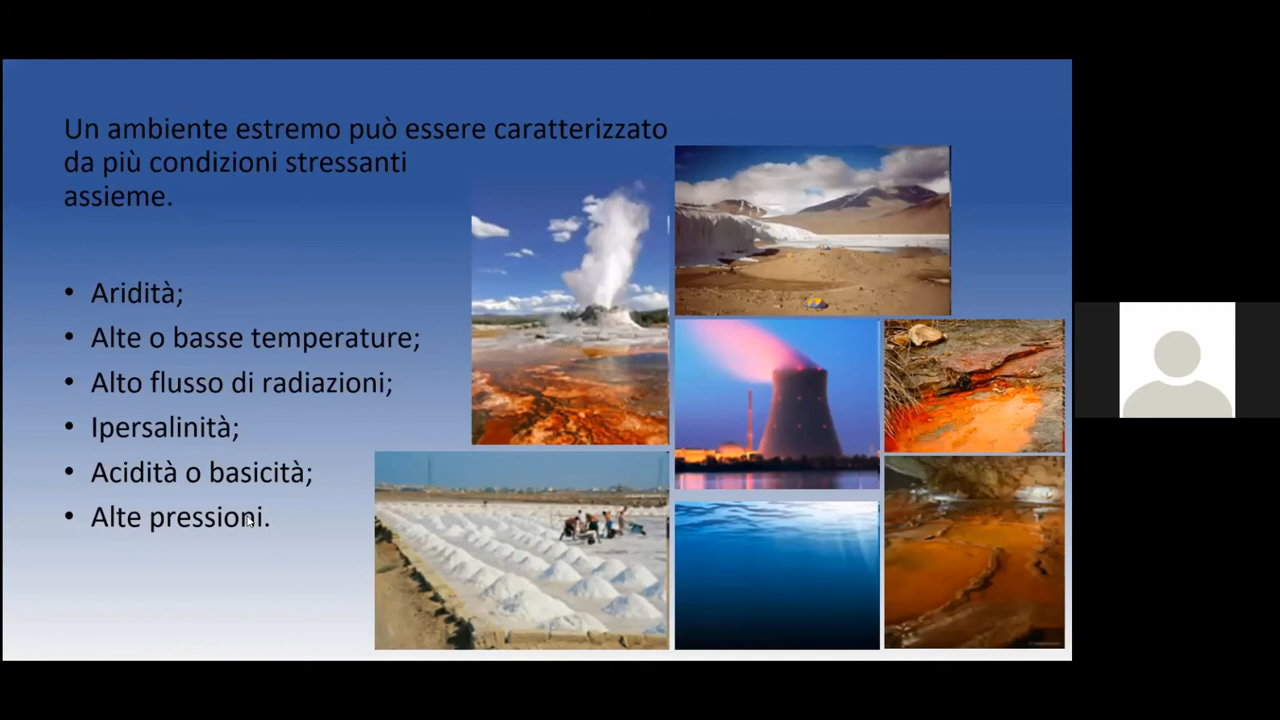 Un ambiente estremo può essere caratterizzato
da più condizioni stressanti
assieme.
• Aridità;
• Alte o basse temperature;
• Alto flusso di radiazioni;
• Ipersalinità;
• Acidità o basicità;
• Alte pressioni.